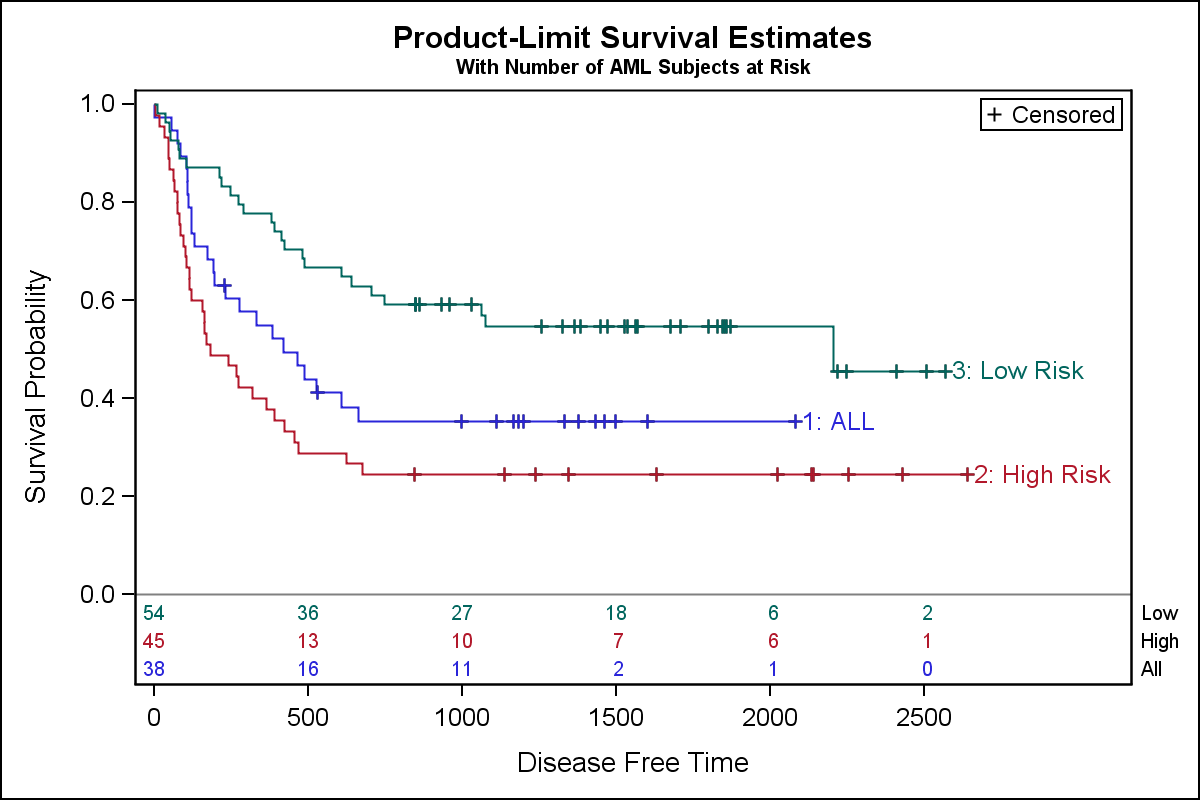 Product-Limit Survival Estimates
With Number of AML Subjects at Risk
+ Censored
1.0
0.8
0.6
0.4
0.2
0.0
Survival Probability
3: Low Risk
1: ALL
2: High Risk
54 36 27 18 6 2 Low
45 13 10 7 6 1 High
38 16 11 2 1 0 All
0 500 1000 1500 2000 2500
Disease Free Time